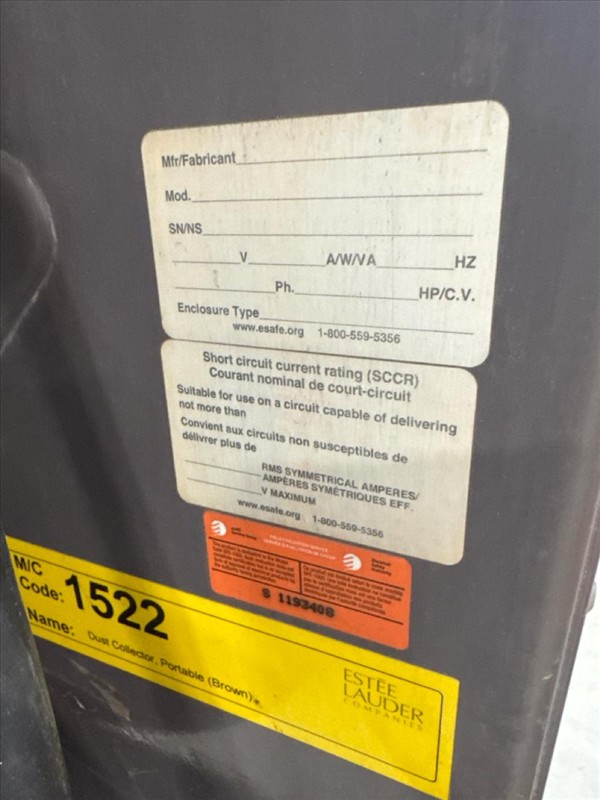 Mfr/Fabricant
Mod.
SN/NS
V A/W/VA HZ
Ph. HP/C.V.
Enclosure Type
www.esafe.org 1-800-559-5356
Short circuit current rating (SCCR)
Courant nominal de court-circuit
Suitable for use on a circuit capable of delivering
not more than
Convient aux circuits non susceptibles de
délivrer plus de
RMS SYMMETRICAL AMPERES/
AMPÈRES SYMÉTRIQUES EFF.
V MAXIMUM
www.esafe.org 1-800-559-5356
FIELD EVALUATION SERVICE
S 1193408
M/C
Code: 1522
Name: Dust Collector, Portable (Brown)
ESTĒE
LAUDER
COMPANIES